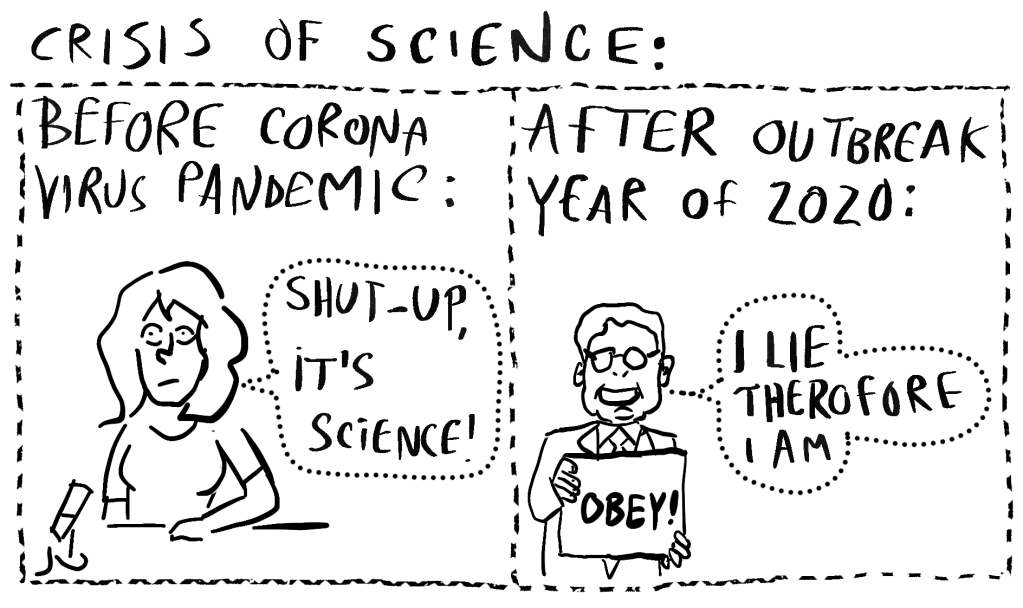 CRISIS OF SCIENCE:
BEFORE CORONA
VIRUS PANDEMIC:
SHUT-UP,
IT'S
SCIENCE!
AFTER OUTBREAK
YEAR OF 2020:
I LIE
THEROFORE
I AM
OBEY!